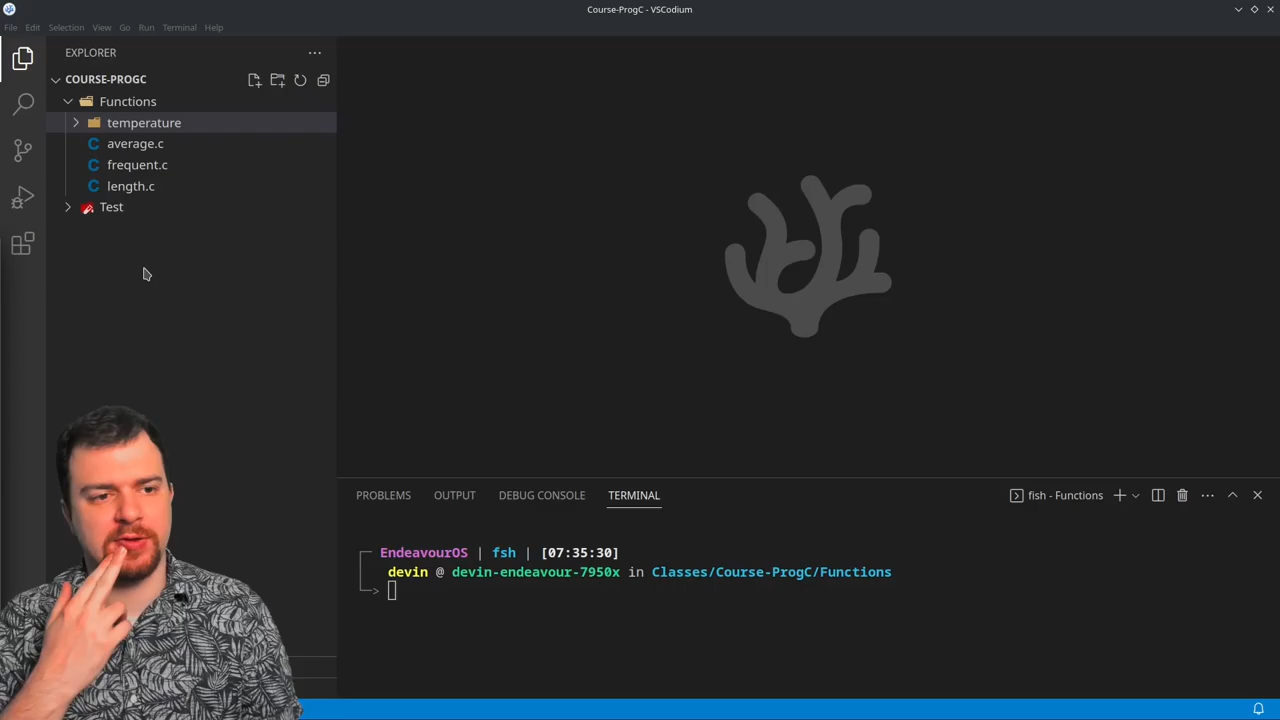 Course-ProgC - VSCodium
File Edit Selection View Go Run Terminal Help
EXPLORER
COURSE-PROGC
Functions
temperature
average.c
frequent.c
length.c
Test
PROBLEMS OUTPUT DEBUG CONSOLE TERMINAL
fish - Functions
EndeavourOS | fsh | [07:35:30]
devin @ devin-endeavour-7950x in Classes/Course-ProgC/Functions